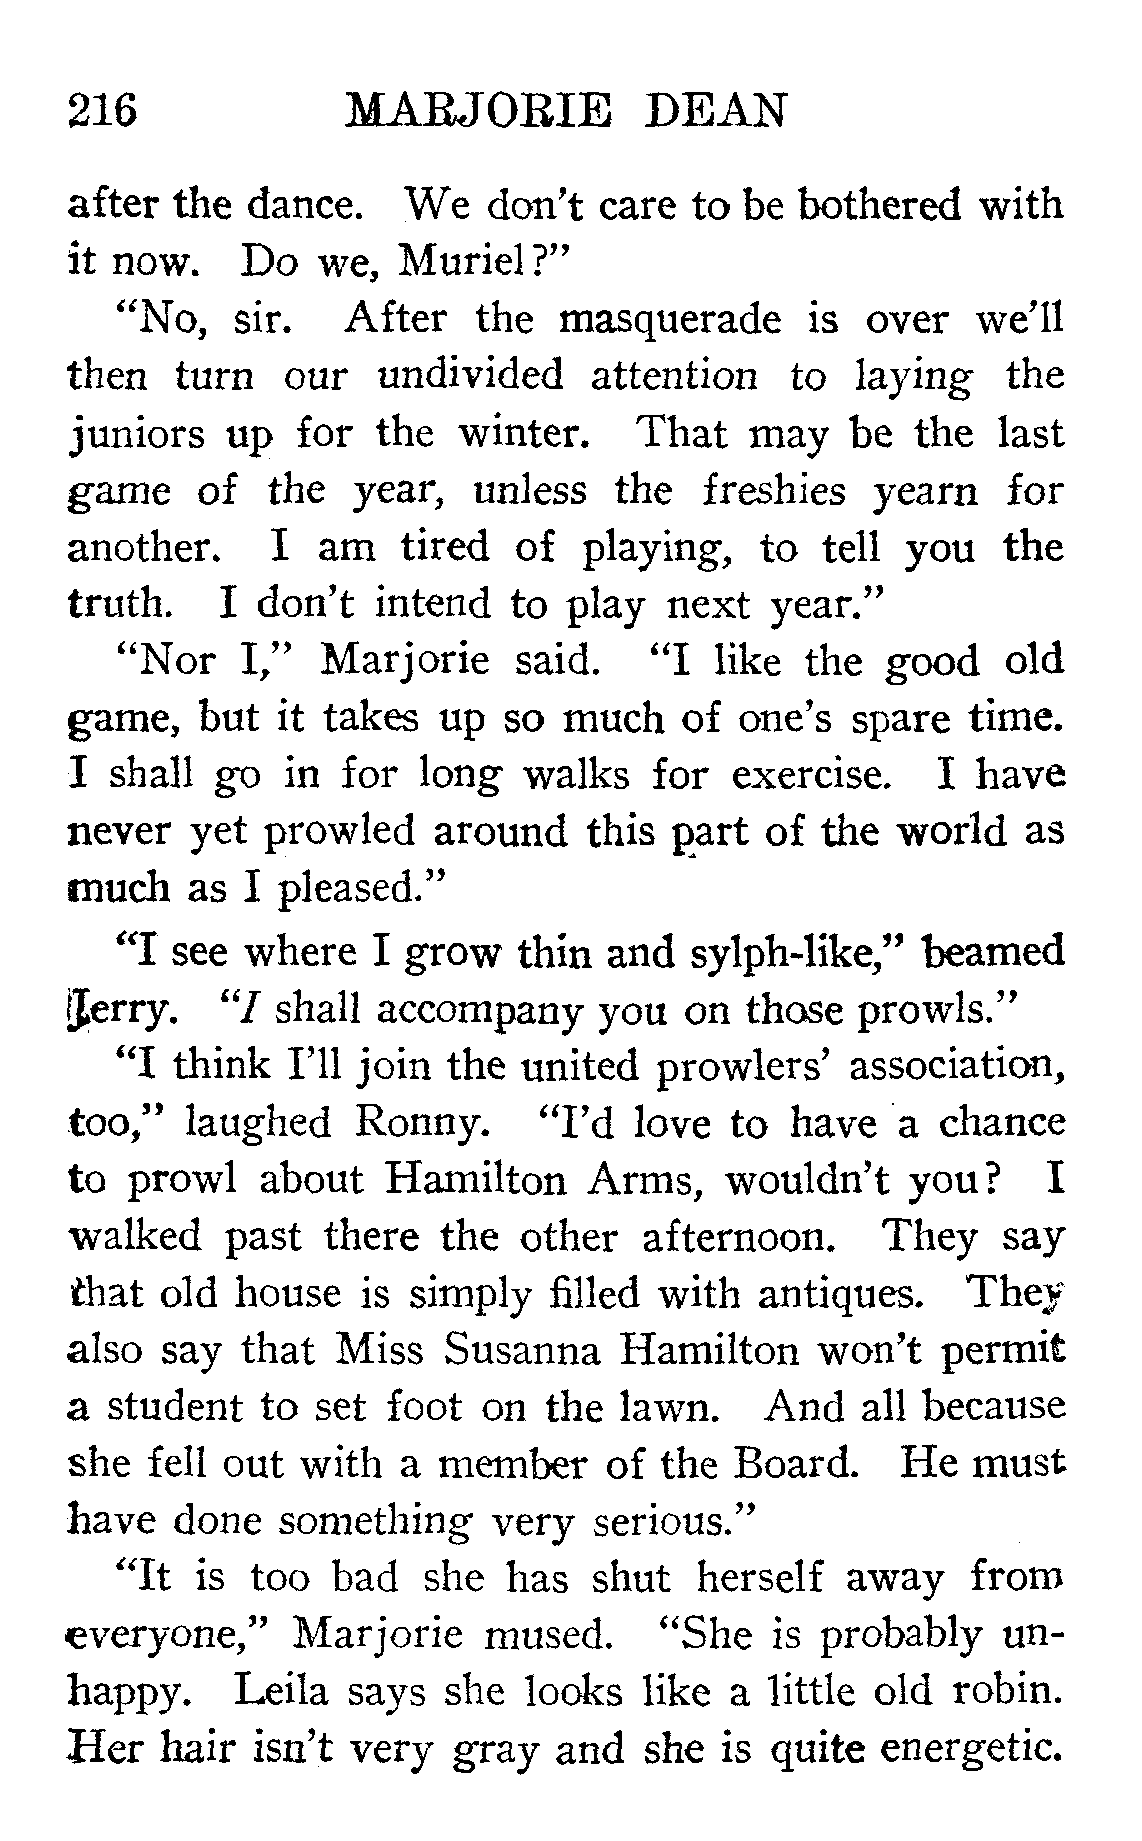 216 MARJORIE DEAN
after the dance. We don't care to be bothered with
it now. Do we, Muriel?"
"No, sir. After the masquerade is over we'll
then turn our undivided attention to laying the
juniors up for the winter. That may be the last
game of the year, unless the freshies yearn for
another. I am tired of playing, to tell you the
truth. I don't intend to play next year."
"Nor I," Marjorie said. "I like the good old
game, but it takes up so much of one's spare time.
I shall go in for long walks for exercise. I have
never yet prowled around this part of the world as
much as I pleased."
"I see where I grow thin and sylph-like," beamed
Jerry. "I shall accompany you on those prowls."
"I think I'll join the united prowlers' association,
too," laughed Ronny. "I'd love to have a chance
to prowl about Hamilton Arms, wouldn't you? I
walked past there the other afternoon. They say
that old house is simply filled with antiques. They
also say that Miss Susanna Hamilton won't permit
a student to set foot on the lawn. And all because
she fell out with a member of the Board. He must
have done something very serious."
"It is too bad she has shut herself away from
everyone," Marjorie mused. "She is probably un-
happy. Leila says she looks like a little old robin.
Her hair isn't very gray and she is quite energetic.